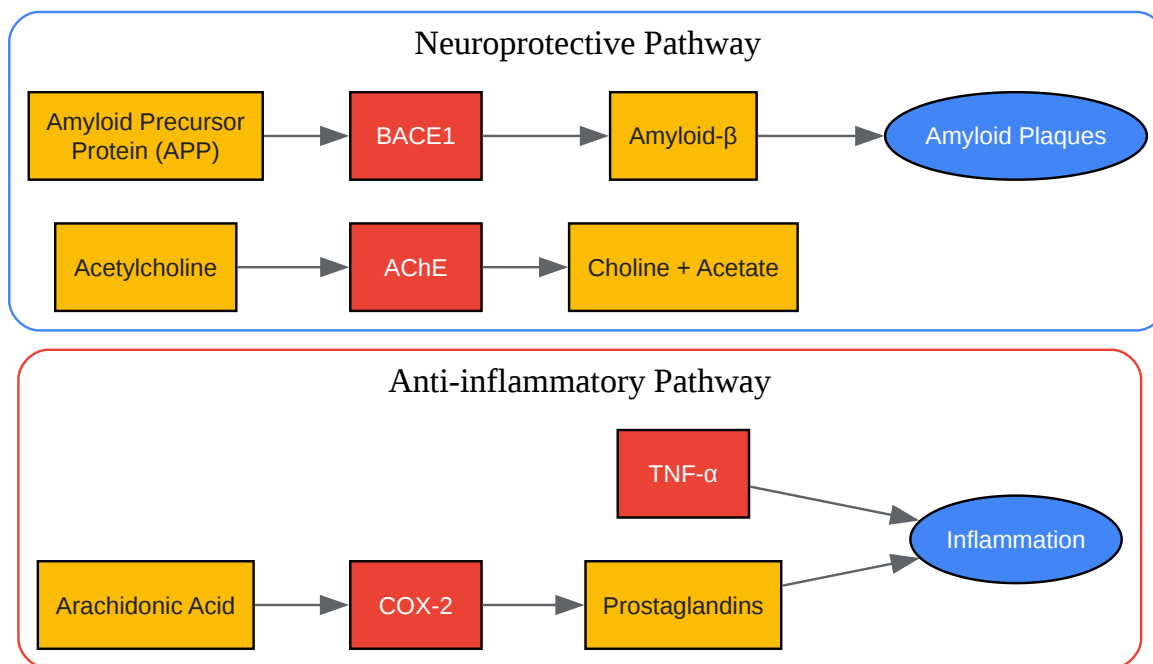 Neuroprotective Pathway
Amyloid Precursor
Protein (APP)
BACE1
Amyloid-β
Amyloid Plaques
Acetylcholine
AChE
Choline + Acetate
Anti-inflammatory Pathway
TNF-α
Inflammation
Arachidonic Acid
COX-2
Prostaglandins